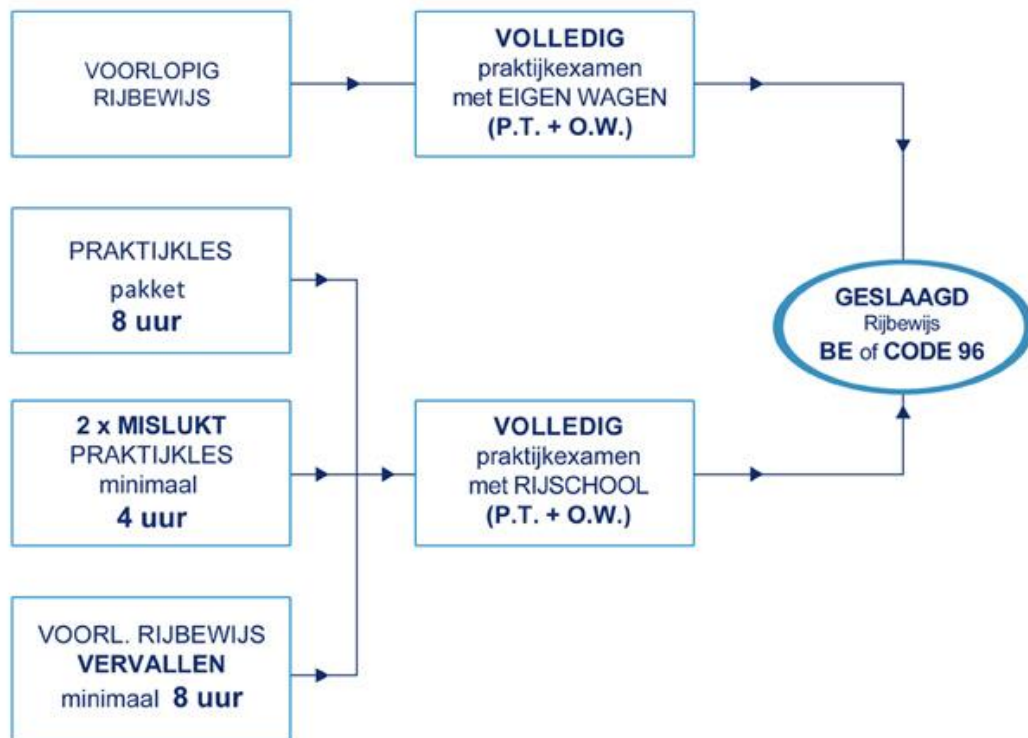 VOORLOPIG
RIJBEWIJS
VOLLEDIG
praktijkexamen
met EIGEN WAGEN
(P.T. + O.W.)
PRAKTIJKLES
pakket
8 uur
GESLAAGD
Rijbewijs
BE of CODE 96
2 x MISLUKT
PRAKTIJKLES
minimaal
4 uur
VOLLEDIG
praktijkexamen
met RIJSCHOOL
(P.T. + O.W.)
VOORL. RIJBEWIJS
VERVALLEN
minimaal 8 uur